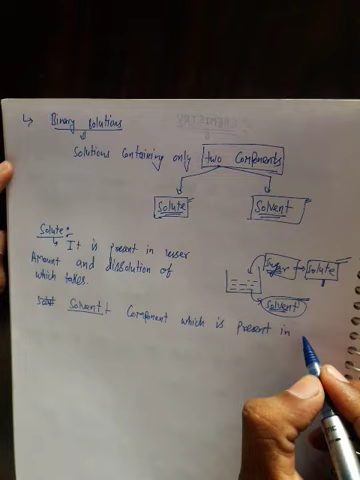 CHEMISTRY
↳ Binary solutions
Solutions containing only two Components
Solute Solvent
Solute:-
↳ It is present in lesser
Amount and dissolution of
which takes.
Solute
Solvent
Solvent Component which is present in